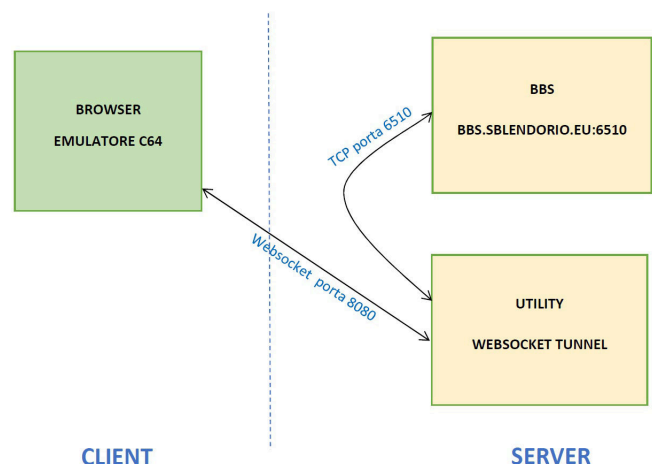 BROWSER
EMULATORE C64
BBS
BBS.SBLENDORIO.EU:6510
TCP porta 6510
Websocket porta 8080
UTILITY
WEBSOCKET TUNNEL
CLIENT
SERVER